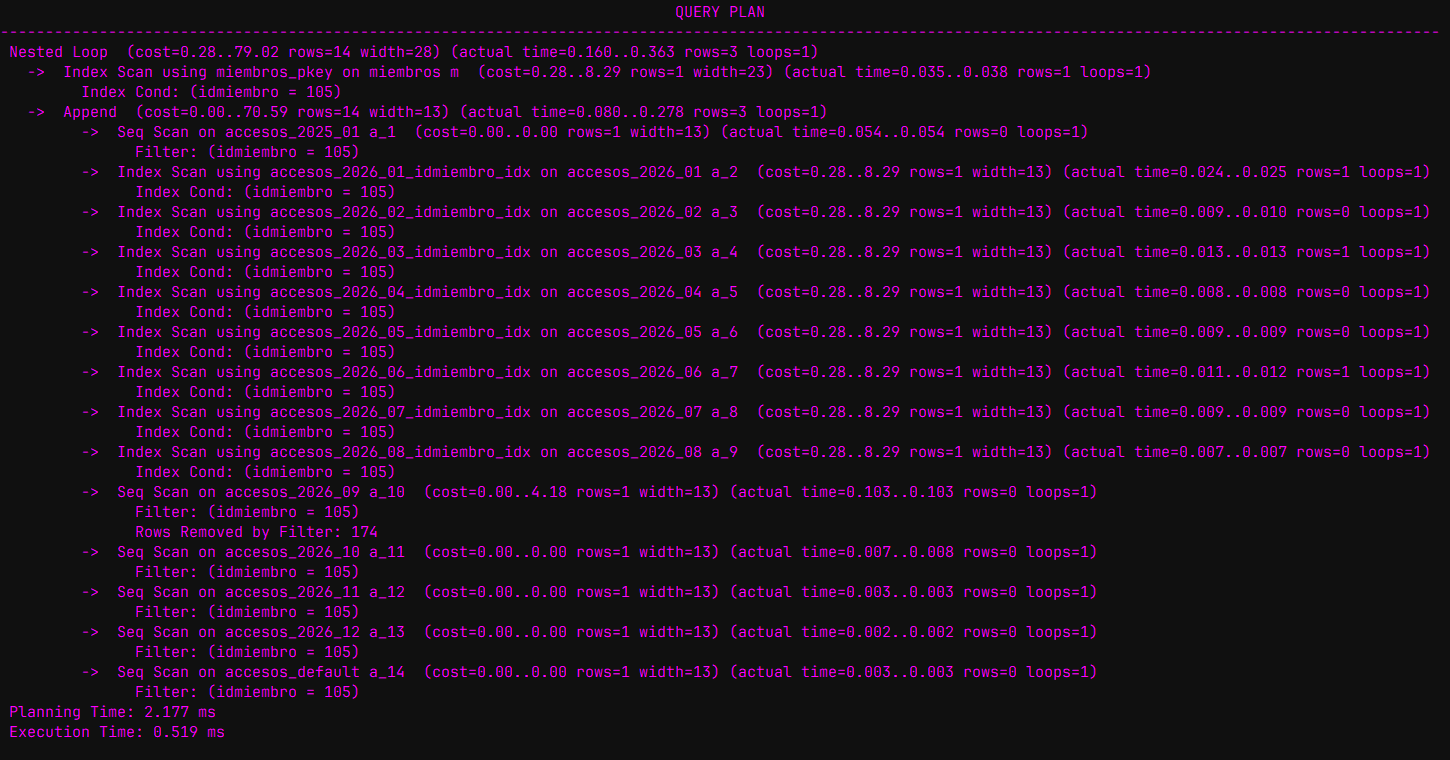 QUERY PLAN
--------------------------------------------------------------------------------------------------------------------------------------------------------------
Nested Loop  (cost=0.28..79.02 rows=14 width=28) (actual time=0.160..0.363 rows=3 loops=1)
  ->  Index Scan using miembros_pkey on miembros m  (cost=0.28..8.29 rows=1 width=23) (actual time=0.035..0.038 rows=1 loops=1)
        Index Cond: (idmiembro = 105)
  ->  Append  (cost=0.00..70.59 rows=14 width=13) (actual time=0.080..0.278 rows=3 loops=1)
        ->  Seq Scan on accesos_2025_01 a_1  (cost=0.00..0.00 rows=1 width=13) (actual time=0.054..0.054 rows=0 loops=1)
              Filter: (idmiembro = 105)
        ->  Index Scan using accesos_2026_01_idmiembro_idx on accesos_2026_01 a_2  (cost=0.28..8.29 rows=1 width=13) (actual time=0.024..0.025 rows=1 loops=1)
              Index Cond: (idmiembro = 105)
        ->  Index Scan using accesos_2026_02_idmiembro_idx on accesos_2026_02 a_3  (cost=0.28..8.29 rows=1 width=13) (actual time=0.009..0.010 rows=0 loops=1)
              Index Cond: (idmiembro = 105)
        ->  Index Scan using accesos_2026_03_idmiembro_idx on accesos_2026_03 a_4  (cost=0.28..8.29 rows=1 width=13) (actual time=0.013..0.013 rows=1 loops=1)
              Index Cond: (idmiembro = 105)
        ->  Index Scan using accesos_2026_04_idmiembro_idx on accesos_2026_04 a_5  (cost=0.28..8.29 rows=1 width=13) (actual time=0.008..0.008 rows=0 loops=1)
              Index Cond: (idmiembro = 105)
        ->  Index Scan using accesos_2026_05_idmiembro_idx on accesos_2026_05 a_6  (cost=0.28..8.29 rows=1 width=13) (actual time=0.009..0.009 rows=0 loops=1)
              Index Cond: (idmiembro = 105)
        ->  Index Scan using accesos_2026_06_idmiembro_idx on accesos_2026_06 a_7  (cost=0.28..8.29 rows=1 width=13) (actual time=0.011..0.012 rows=1 loops=1)
              Index Cond: (idmiembro = 105)
        ->  Index Scan using accesos_2026_07_idmiembro_idx on accesos_2026_07 a_8  (cost=0.28..8.29 rows=1 width=13) (actual time=0.009..0.009 rows=0 loops=1)
              Index Cond: (idmiembro = 105)
        ->  Index Scan using accesos_2026_08_idmiembro_idx on accesos_2026_08 a_9  (cost=0.28..8.29 rows=1 width=13) (actual time=0.007..0.007 rows=0 loops=1)
              Index Cond: (idmiembro = 105)
        ->  Seq Scan on accesos_2026_09 a_10  (cost=0.00..4.18 rows=1 width=13) (actual time=0.103..0.103 rows=0 loops=1)
              Filter: (idmiembro = 105)
              Rows Removed by Filter: 174
        ->  Seq Scan on accesos_2026_10 a_11  (cost=0.00..0.00 rows=1 width=13) (actual time=0.007..0.008 rows=0 loops=1)
              Filter: (idmiembro = 105)
        ->  Seq Scan on accesos_2026_11 a_12  (cost=0.00..0.00 rows=1 width=13) (actual time=0.003..0.003 rows=0 loops=1)
              Filter: (idmiembro = 105)
        ->  Seq Scan on accesos_2026_12 a_13  (cost=0.00..0.00 rows=1 width=13) (actual time=0.002..0.002 rows=0 loops=1)
              Filter: (idmiembro = 105)
        ->  Seq Scan on accesos_default a_14  (cost=0.00..0.00 rows=1 width=13) (actual time=0.003..0.003 rows=0 loops=1)
              Filter: (idmiembro = 105)
Planning Time: 2.177 ms
Execution Time: 0.519 ms